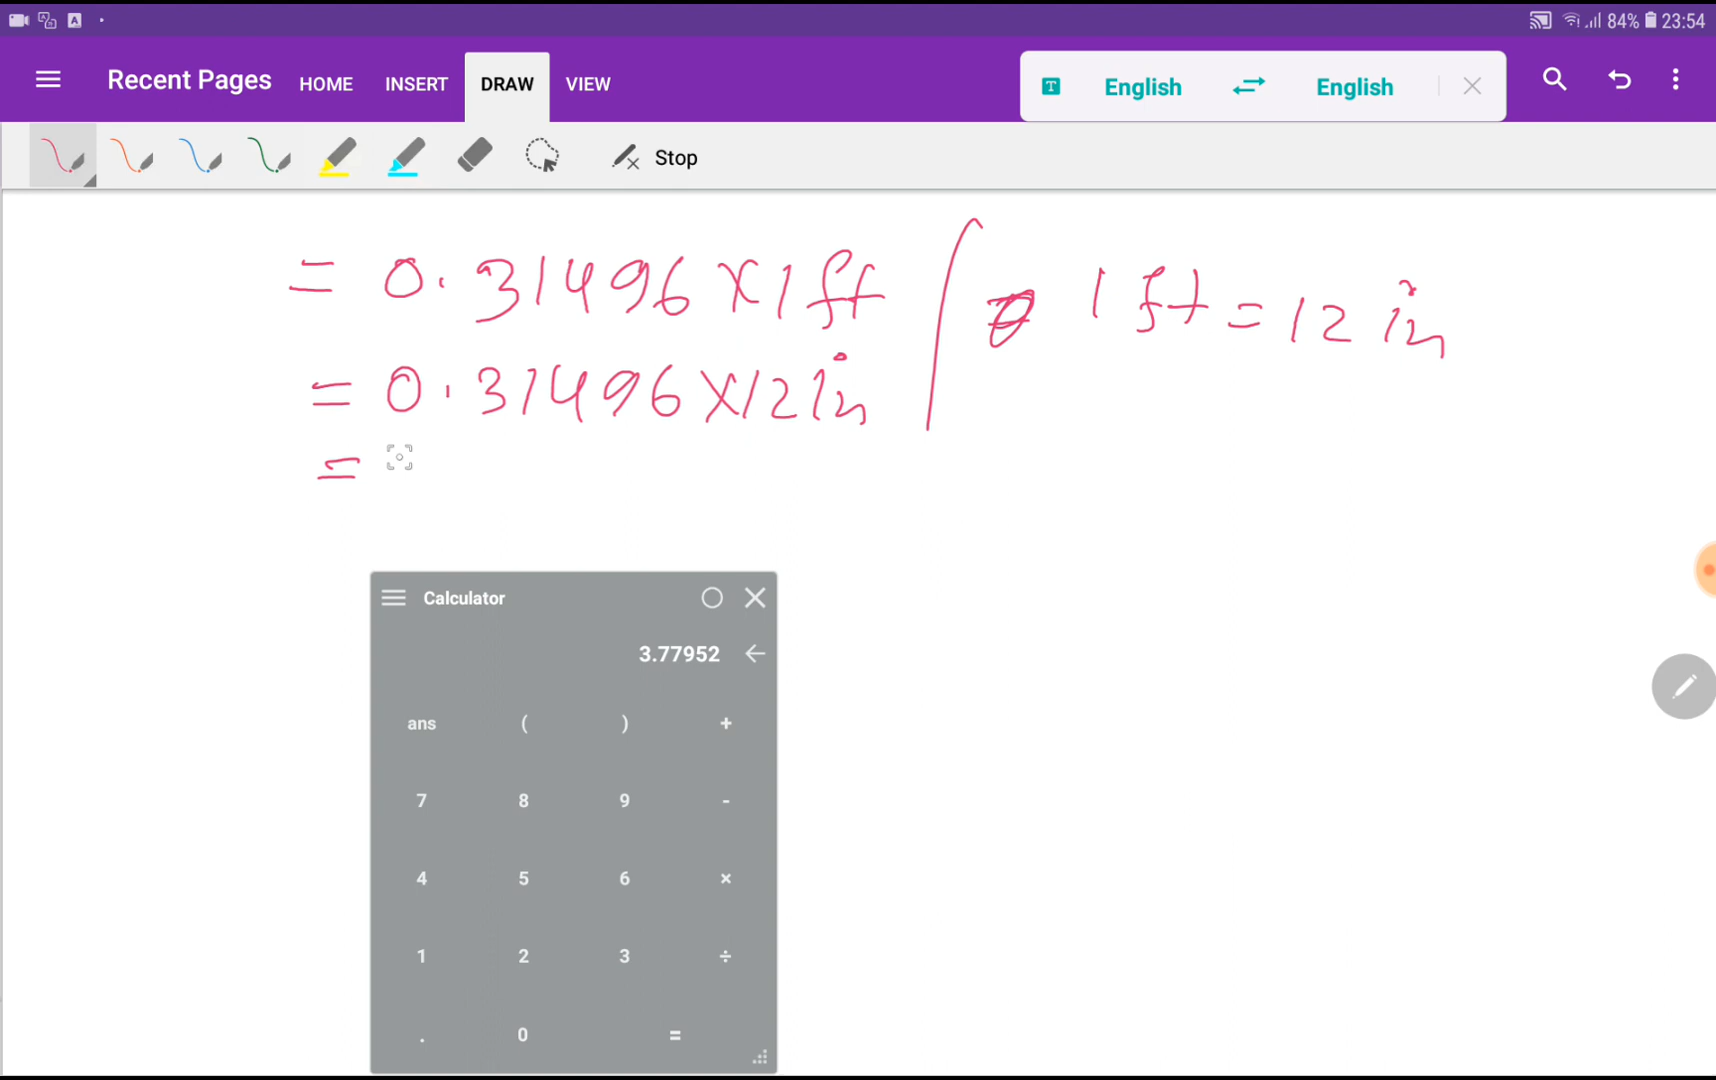 84% 23:54
Recent Pages HOME INSERT DRAW VIEW English English
Stop
= 0.31496 X 1 ft
1 ft = 12 in
= 0.31496 X 12 in
=
Calculator
3.77952
ans ( ) +
7 8 9 -
4 5 6 ×
1 2 3 ÷
. 0 =